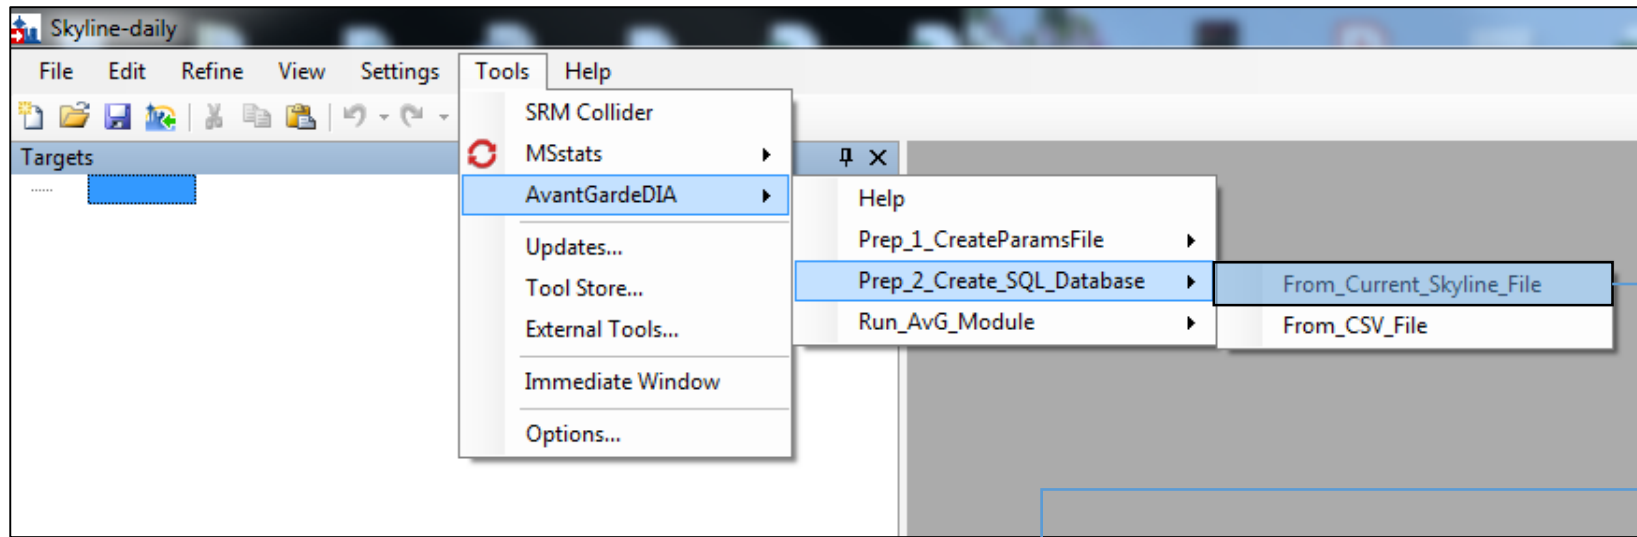 Skyline-daily
File Edit Refine View Settings Tools Help
Targets
SRM Collider
MSstats
AvantGardeDIA
Updates...
Tool Store...
External Tools...
Immediate Window
Options...
Help
Prep_1_CreateParamsFile
Prep_2_Create_SQL_Database
Run_AvG_Module
From_Current_Skyline_File
From_CSV_File